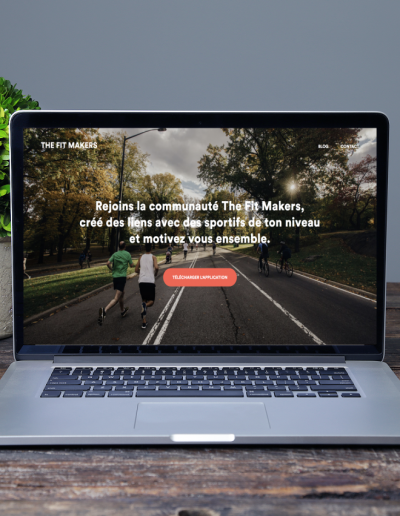 THE FIT MAKERS
BLOG CONTACT
Rejoins la communauté The Fit Makers,
créé des liens avec des sportifs de ton niveau
et motivez vous ensemble.
TÉLÉCHARGER L'APPLICATION